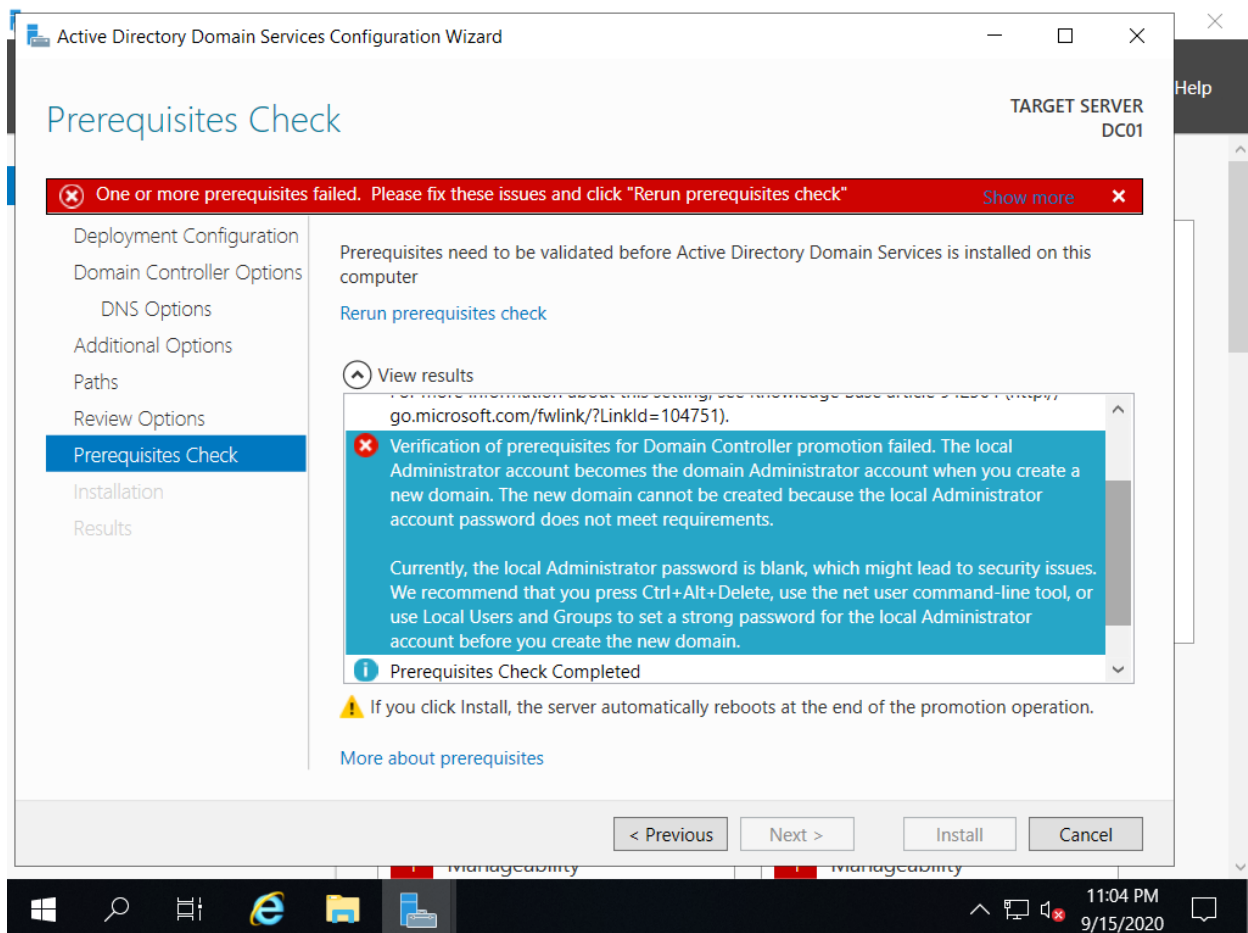 Active Directory Domain Services Configuration Wizard
Help
Prerequisites Check
TARGET SERVER
DC01
One or more prerequisites failed. Please fix these issues and click "Rerun prerequisites check"
Show more
Deployment Configuration
Domain Controller Options
DNS Options
Additional Options
Paths
Review Options
Prerequisites Check
Installation
Results
Prerequisites need to be validated before Active Directory Domain Services is installed on this
computer
Rerun prerequisites check
View results
go.microsoft.com/fwlink/?LinkId=104751).
Verification of prerequisites for Domain Controller promotion failed. The local
Administrator account becomes the domain Administrator account when you create a
new domain. The new domain cannot be created because the local Administrator
account password does not meet requirements.
Currently, the local Administrator password is blank, which might lead to security issues.
We recommend that you press Ctrl+Alt+Delete, use the net user command-line tool, or
use Local Users and Groups to set a strong password for the local Administrator
account before you create the new domain.
Prerequisites Check Completed
If you click Install, the server automatically reboots at the end of the promotion operation.
More about prerequisites
< Previous
Next >
Install
Cancel
Manageability
Manageability
11:04 PM
9/15/2020